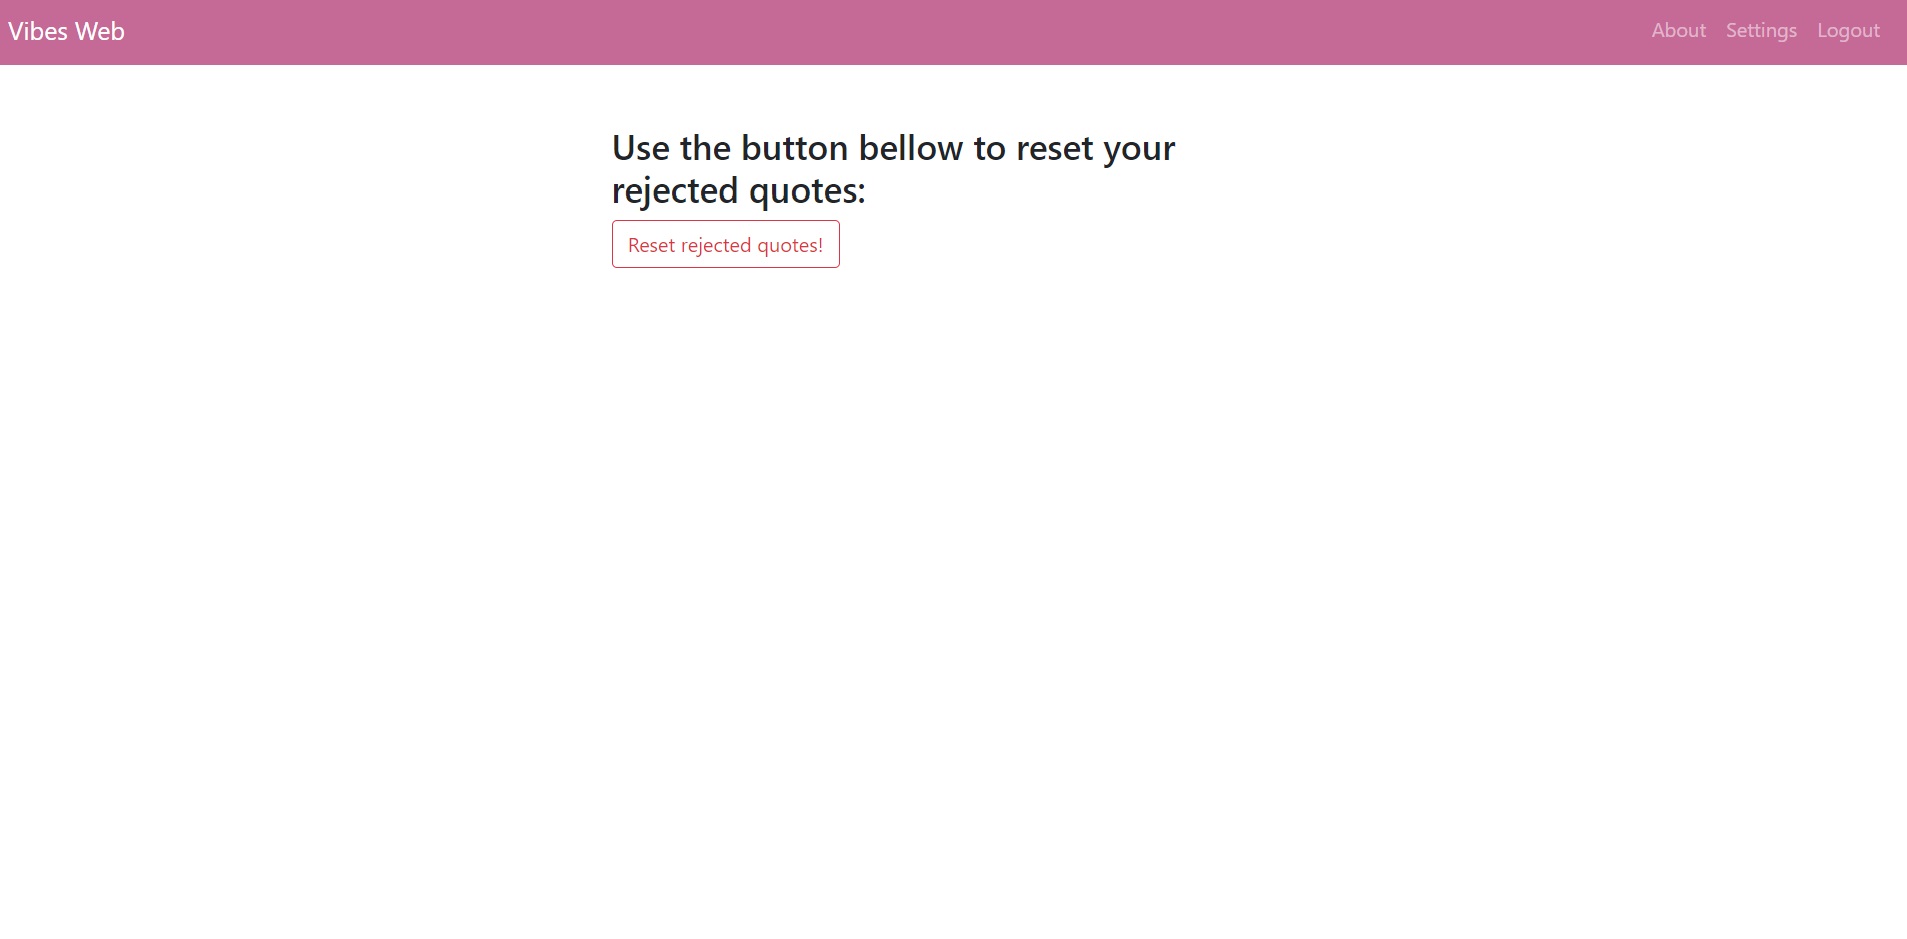 Vibes Web
About Settings Logout
Use the button bellow to reset your
rejected quotes:
Reset rejected quotes!